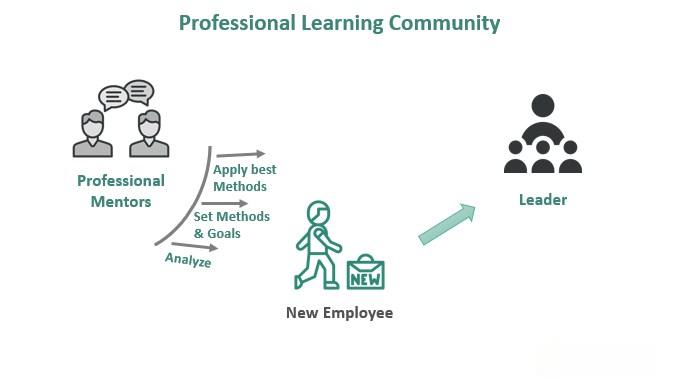 Professional Learning Community
Professional
Mentors
Apply best
Methods
Set Methods
& Goals
Analyze
NEW
New Employee
Leader